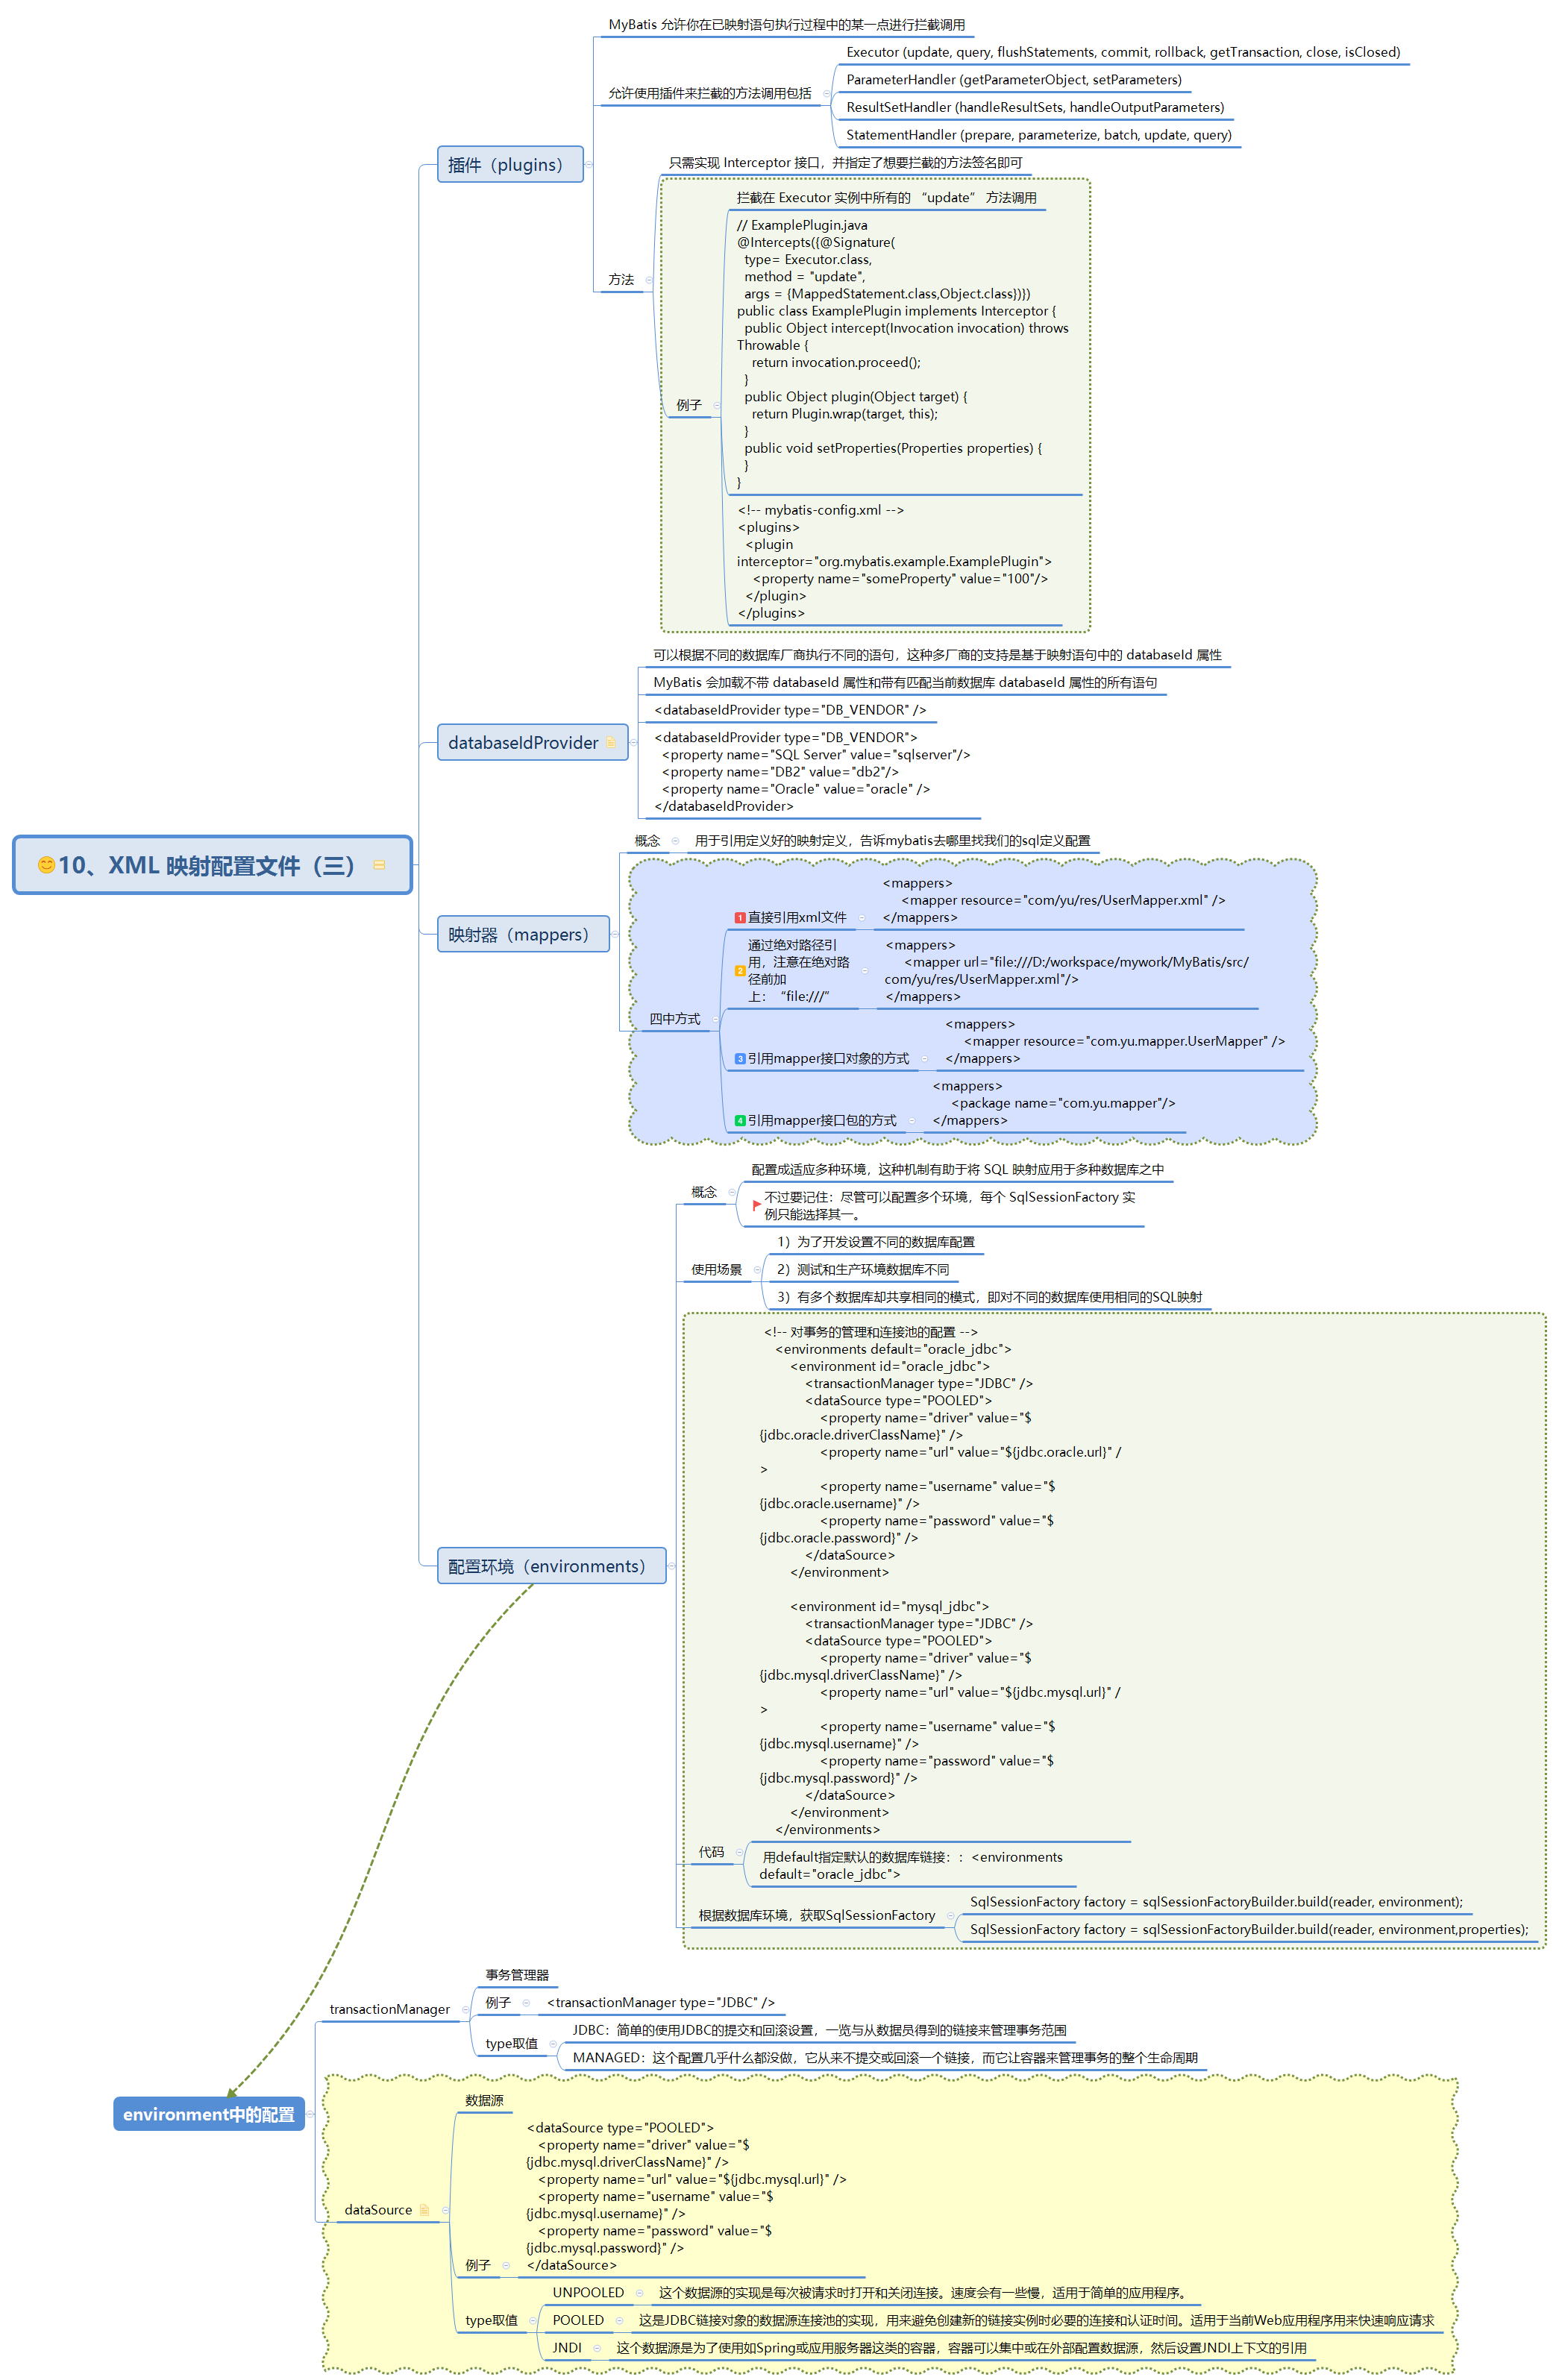 😊10、XML 映射配置文件（三）
插件（plugins）
MyBatis 允许你在已映射语句执行过程中的某一点进行拦截调用
允许使用插件来拦截的方法调用包括
Executor (update, query, flushStatements, commit, rollback, getTransaction, close, isClosed)
ParameterHandler (getParameterObject, setParameters)
ResultSetHandler (handleResultSets, handleOutputParameters)
StatementHandler (prepare, parameterize, batch, update, query)
方法
只需实现 Interceptor 接口，并指定了想要拦截的方法签名即可
例子
拦截在 Executor 实例中所有的 “update” 方法调用
// ExamplePlugin.java
@Intercepts({@Signature(
type= Executor.class,
method = "update",
args = {MappedStatement.class,Object.class})})
public class ExamplePlugin implements Interceptor {
public Object intercept(Invocation invocation) throws
Throwable {
return invocation.proceed();
}
public Object plugin(Object target) {
return Plugin.wrap(target, this);
}
public void setProperties(Properties properties) {
}
}
<!-- mybatis-config.xml -->
<plugins>
<plugin
interceptor="org.mybatis.example.ExamplePlugin">
<property name="someProperty" value="100"/>
</plugin>
</plugins>
databaseIdProvider
可以根据不同的数据库厂商执行不同的语句，这种多厂商的支持是基于映射语句中的 databaseId 属性
MyBatis 会加载不带 databaseId 属性和带有匹配当前数据库 databaseId 属性的所有语句
<databaseIdProvider type="DB_VENDOR" />
<databaseIdProvider type="DB_VENDOR">
<property name="SQL Server" value="sqlserver"/>
<property name="DB2" value="db2"/>
<property name="Oracle" value="oracle" />
</databaseIdProvider>
映射器（mappers）
概念
用于引用定义好的映射定义，告诉mybatis去哪里找我们的sql定义配置
四中方式
1 直接引用xml文件
<mappers>
<mapper resource="com/yu/res/UserMapper.xml" />
</mappers>
2 通过绝对路径引
用，注意在绝对路
径前加
上：“file:///”
<mappers>
<mapper url="file:///D:/workspace/mywork/MyBatis/src/
com/yu/res/UserMapper.xml"/>
</mappers>
3 引用mapper接口对象的方式
<mappers>
<mapper resource="com.yu.mapper.UserMapper" />
</mappers>
4 引用mapper接口包的方式
<mappers>
<package name="com.yu.mapper"/>
</mappers>
配置环境（environments）
概念
配置成适应多种环境，这种机制有助于将 SQL 映射应用于多种数据库之中
不过要记住：尽管可以配置多个环境，每个 SqlSessionFactory 实
例只能选择其一。
使用场景
1）为了开发设置不同的数据库配置
2）测试和生产环境数据库不同
3）有多个数据库却共享相同的模式，即对不同的数据库使用相同的SQL映射
代码
<!-- 对事务的管理和连接池的配置 -->
<environments default="oracle_jdbc">
<environment id="oracle_jdbc">
<transactionManager type="JDBC" />
<dataSource type="POOLED">
<property name="driver" value="$
{jdbc.oracle.driverClassName}" />
<property name="url" value="${jdbc.oracle.url}" /
>
<property name="username" value="$
{jdbc.oracle.username}" />
<property name="password" value="$
{jdbc.oracle.password}" />
</dataSource>
</environment>
<environment id="mysql_jdbc">
<transactionManager type="JDBC" />
<dataSource type="POOLED">
<property name="driver" value="$
{jdbc.mysql.driverClassName}" />
<property name="url" value="${jdbc.mysql.url}" /
>
<property name="username" value="$
{jdbc.mysql.username}" />
<property name="password" value="$
{jdbc.mysql.password}" />
</dataSource>
</environment>
</environments>
用default指定默认的数据库链接：：<environments
default="oracle_jdbc">
根据数据库环境，获取SqlSessionFactory
SqlSessionFactory factory = sqlSessionFactoryBuilder.build(reader, environment);
SqlSessionFactory factory = sqlSessionFactoryBuilder.build(reader, environment,properties);
environment中的配置
transactionManager
事务管理器
例子
<transactionManager type="JDBC" />
type取值
JDBC：简单的使用JDBC的提交和回滚设置，一览与从数据员得到的链接来管理事务范围
MANAGED：这个配置几乎什么都没做，它从来不提交或回滚一个链接，而它让容器来管理事务的整个生命周期
dataSource
数据源
例子
<dataSource type="POOLED">
<property name="driver" value="$
{jdbc.mysql.driverClassName}" />
<property name="url" value="${jdbc.mysql.url}" />
<property name="username" value="$
{jdbc.mysql.username}" />
<property name="password" value="$
{jdbc.mysql.password}" />
</dataSource>
type取值
UNPOOLED
这个数据源的实现是每次被请求时打开和关闭连接。速度会有一些慢，适用于简单的应用程序。
POOLED
这是JDBC链接对象的数据源连接池的实现，用来避免创建新的链接实例时必要的连接和认证时间。适用于当前Web应用程序用来快速响应请求
JNDI
这个数据源是为了使用如Spring或应用服务器这类的容器，容器可以集中或在外部配置数据源，然后设置JNDI上下文的引用